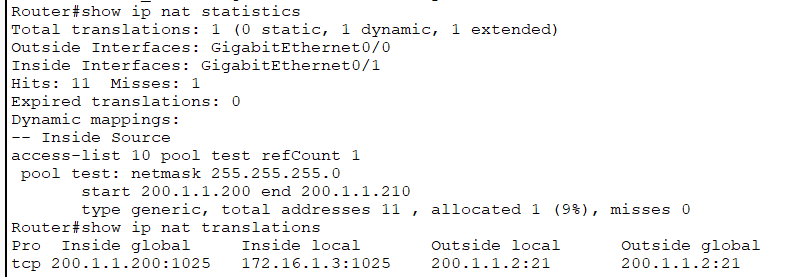 Router#show ip nat statistics
Total translations: 1 (0 static, 1 dynamic, 1 extended)
Outside Interfaces: GigabitEthernet0/0
Inside Interfaces: GigabitEthernet0/1
Hits: 11  Misses: 1
Expired translations: 0
Dynamic mappings:
-- Inside Source
access-list 10 pool test refCount 1
 pool test: netmask 255.255.255.0
       start 200.1.1.200 end 200.1.1.210
       type generic, total addresses 11 , allocated 1 (9%), misses 0
Router#show ip nat translations
Pro  Inside global     Inside local       Outside local      Outside global
tcp 200.1.1.200:1025   172.16.1.3:1025    200.1.1.2:21       200.1.1.2:21